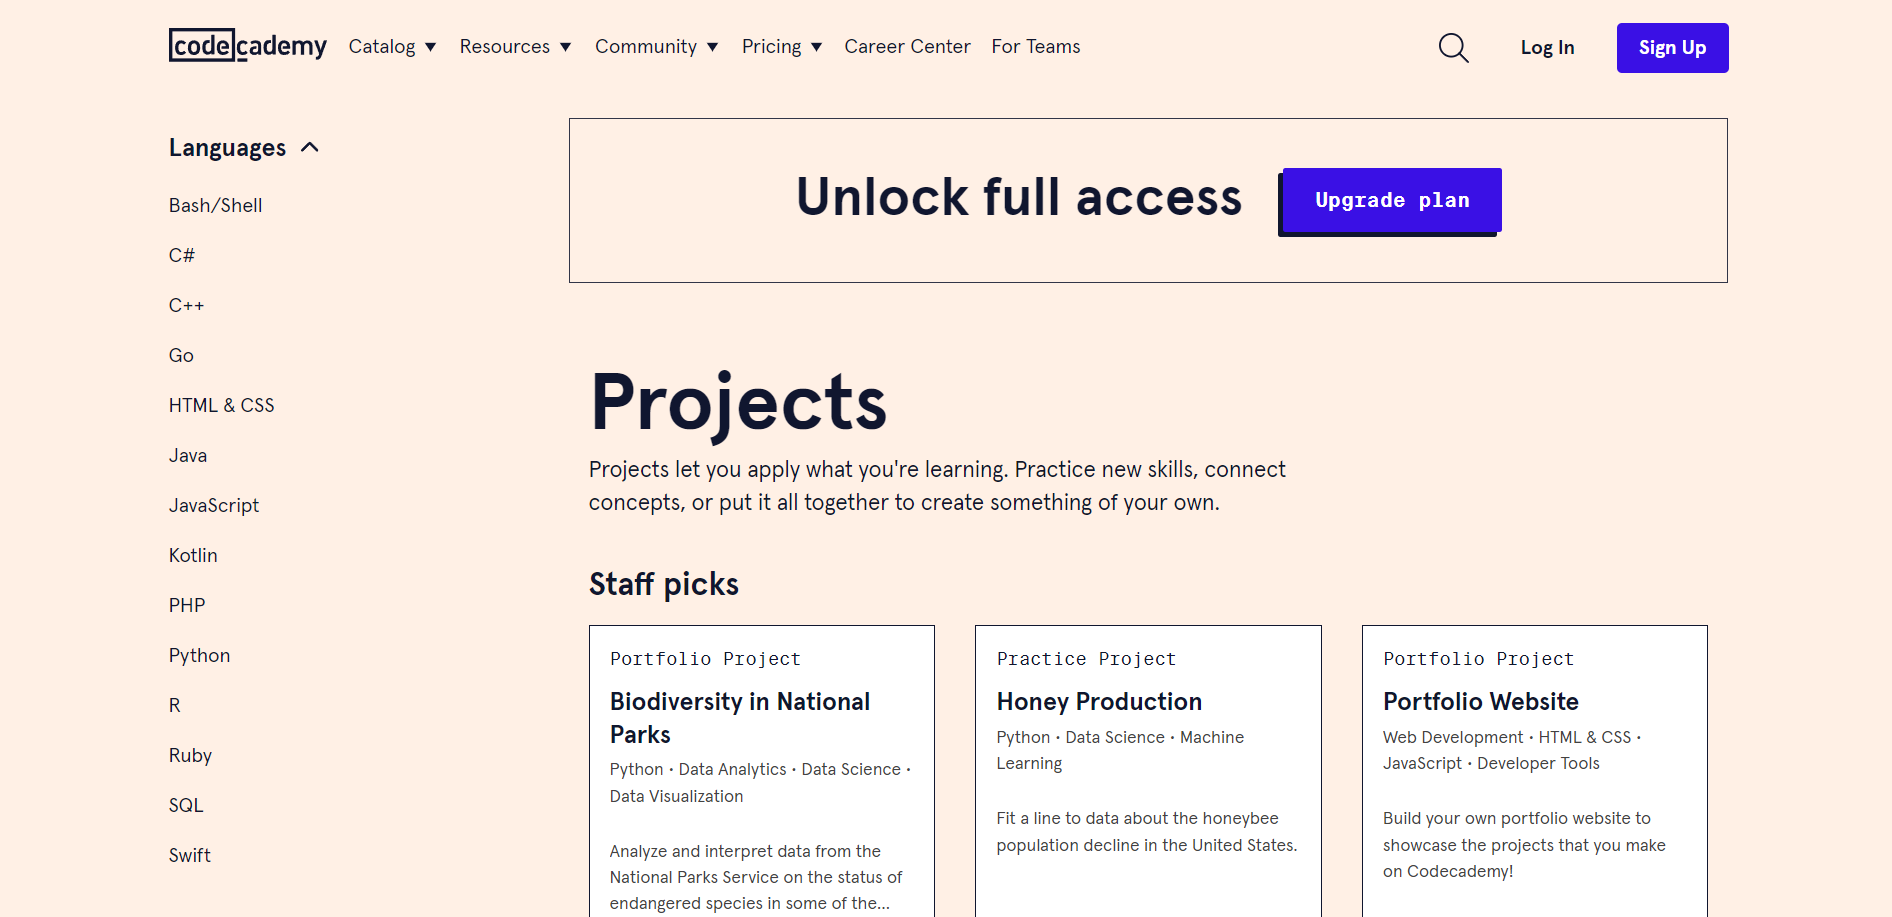 codecademy Catalog Resources Community Pricing Career Center For Teams Log In Sign Up
Languages
Bash/Shell
C#
C++
Go
HTML & CSS
Java
JavaScript
Kotlin
PHP
Python
R
Ruby
SQL
Swift
Unlock full access Upgrade plan
Projects
Projects let you apply what you're learning. Practice new skills, connect
concepts, or put it all together to create something of your own.
Staff picks
Portfolio Project
Biodiversity in National
Parks
Python • Data Analytics • Data Science •
Data Visualization
Analyze and interpret data from the
National Parks Service on the status of
endangered species in some of the...
Practice Project
Honey Production
Python • Data Science • Machine
Learning
Fit a line to data about the honeybee
population decline in the United States.
Portfolio Project
Portfolio Website
Web Development • HTML & CSS •
JavaScript • Developer Tools
Build your own portfolio website to
showcase the projects that you make
on Codecademy!